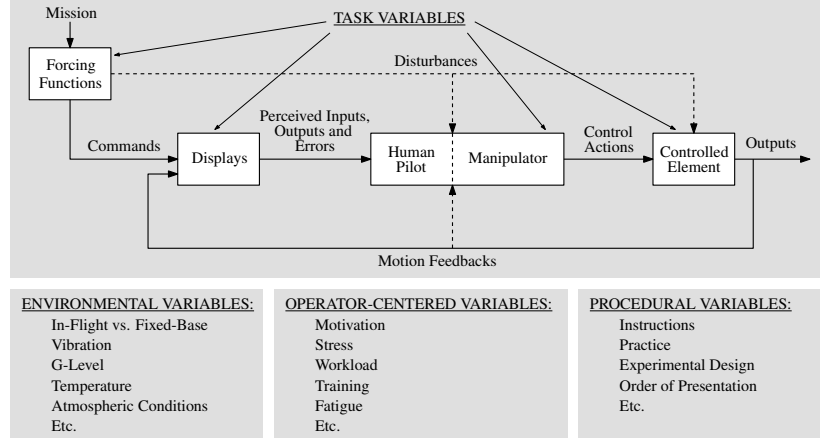 Mission
TASK VARIABLES
Forcing
Functions
Disturbances
Commands
Perceived Inputs,
Outputs and
Errors
Control
Actions
Outputs
Displays
Human
Pilot
Manipulator
Controlled
Element
Motion Feedbacks
ENVIRONMENTAL VARIABLES:
In-Flight vs. Fixed-Base
Vibration
G-Level
Temperature
Atmospheric Conditions
Etc.
OPERATOR-CENTERED VARIABLES:
Motivation
Stress
Workload
Training
Fatigue
Etc.
PROCEDURAL VARIABLES:
Instructions
Practice
Experimental Design
Order of Presentation
Etc.